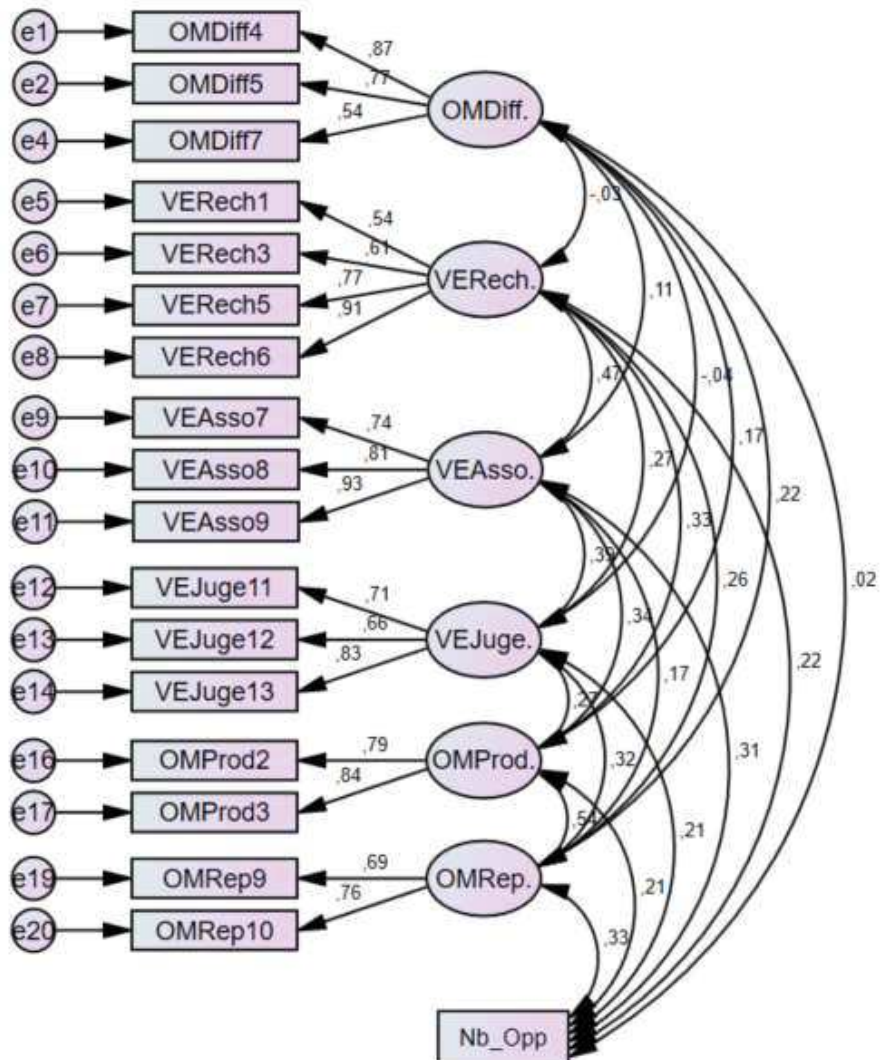 e1 OMDiff4
,87
e2 OMDiff5
,77
OMDiff.
e4 OMDiff7
,54
e5 VERech1
-,03
,54
e6 VERech3
,61
VERech.
,11
e7 VERech5
,77
e8 VERech6
,91
,47
-,04
e9 VEAsso7
,74
,17
e10 VEAsso8
,81
VEAsso.
,27
e11 VEAsso9
,93
,22
,33
,39
e12 VEJuge11
,71
,26
,02
e13 VEJuge12
,66
VEJuge.
,34
e14 VEJuge13
,83
,17
,22
,27
e16 OMProd2
,79
OMProd.
,32
,31
e17 OMProd3
,84
,54
,21
e19 OMRep9
,69
OMRep.
,21
e20 OMRep10
,76
,33
Nb_Opp